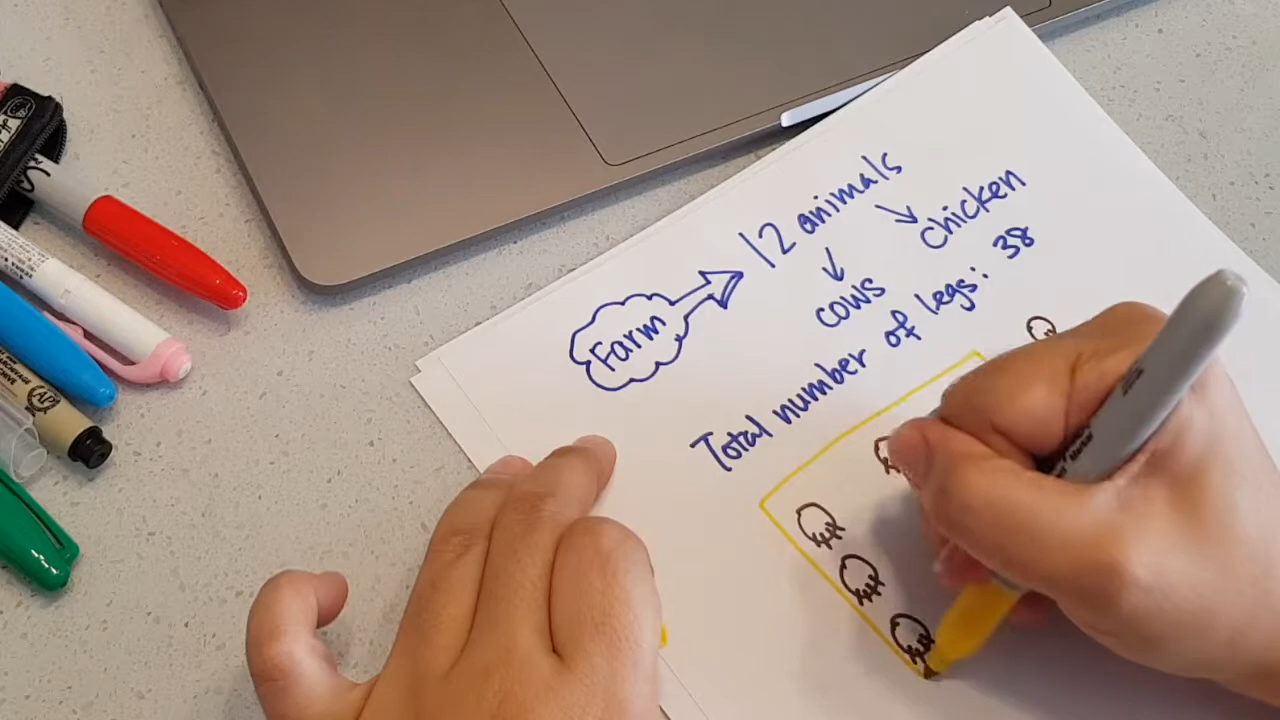 Farm
12 animals
cows
chicken
Total number of legs: 38